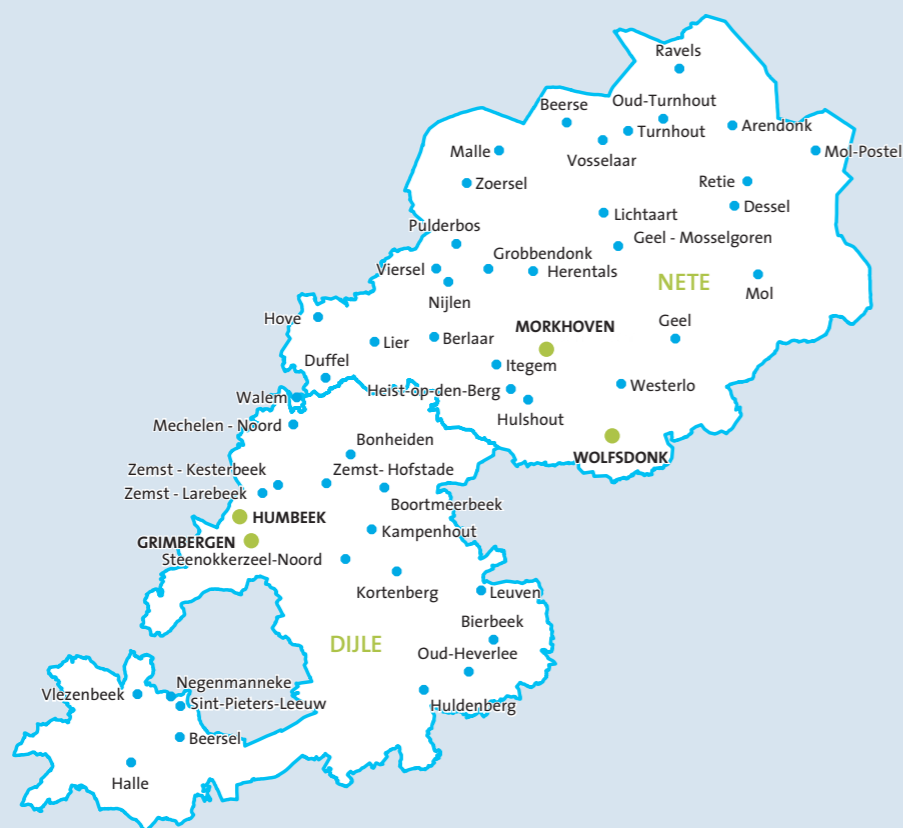 Ravels
Beerse
Oud-Turnhout
Turnhout
Arendonk
Malle
Vosselaar
Mol-Postel
Zoersel
Retie
Dessel
Lichtaart
Pulderbos
Geel - Mosselgoren
Grobbendonk
Viersel
Herentals
NETE
Nijlen
Mol
Hove
MORKHOVEN
Geel
Lier
Berlaar
Duffel
Itegem
Heist-op-den-Berg
Westerlo
Walem
Hulshout
Mechelen - Noord
Bonheiden
WOLFSDONK
Zemst - Kesterbeek
Zemst- Hofstade
Zemst - Larebeek
Boortmeerbeek
HUMBEEK
Kampenhout
GRIMBERGEN
Steenokkerzeel-Noord
Kortenberg
Leuven
Bierbeek
DIJLE
Oud-Heverlee
Negenmanneke
Vlezenbeek
Sint-Pieters-Leeuw
Huldenberg
Beersel
Halle